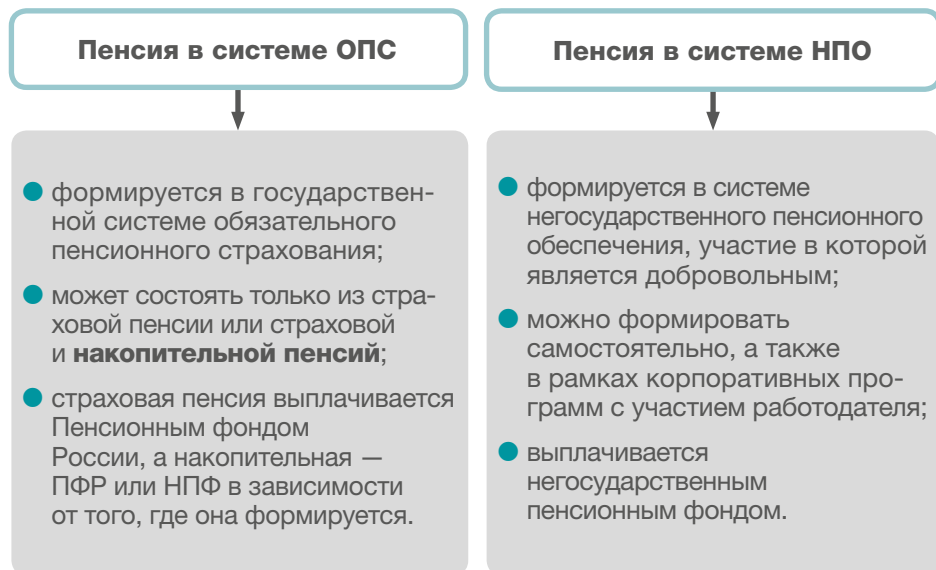 Пенсия в системе ОПС
формируется в государствен-
ной системе обязательного
пенсионного страхования;
может состоять только из стра-
ховой пенсии или страховой
и накопительной пенсий;
страховая пенсия выплачивается
Пенсионным фондом
России, а накопительная —
ПФР или НПФ в зависимости
от того, где она формируется.
Пенсия в системе НПО
формируется в системе
негосударственного пенсионного
обеспечения, участие в которой
является добровольным;
можно формировать
самостоятельно, а также
в рамках корпоративных про-
грамм с участием работодателя;
выплачивается
негосударственным
пенсионным фондом.